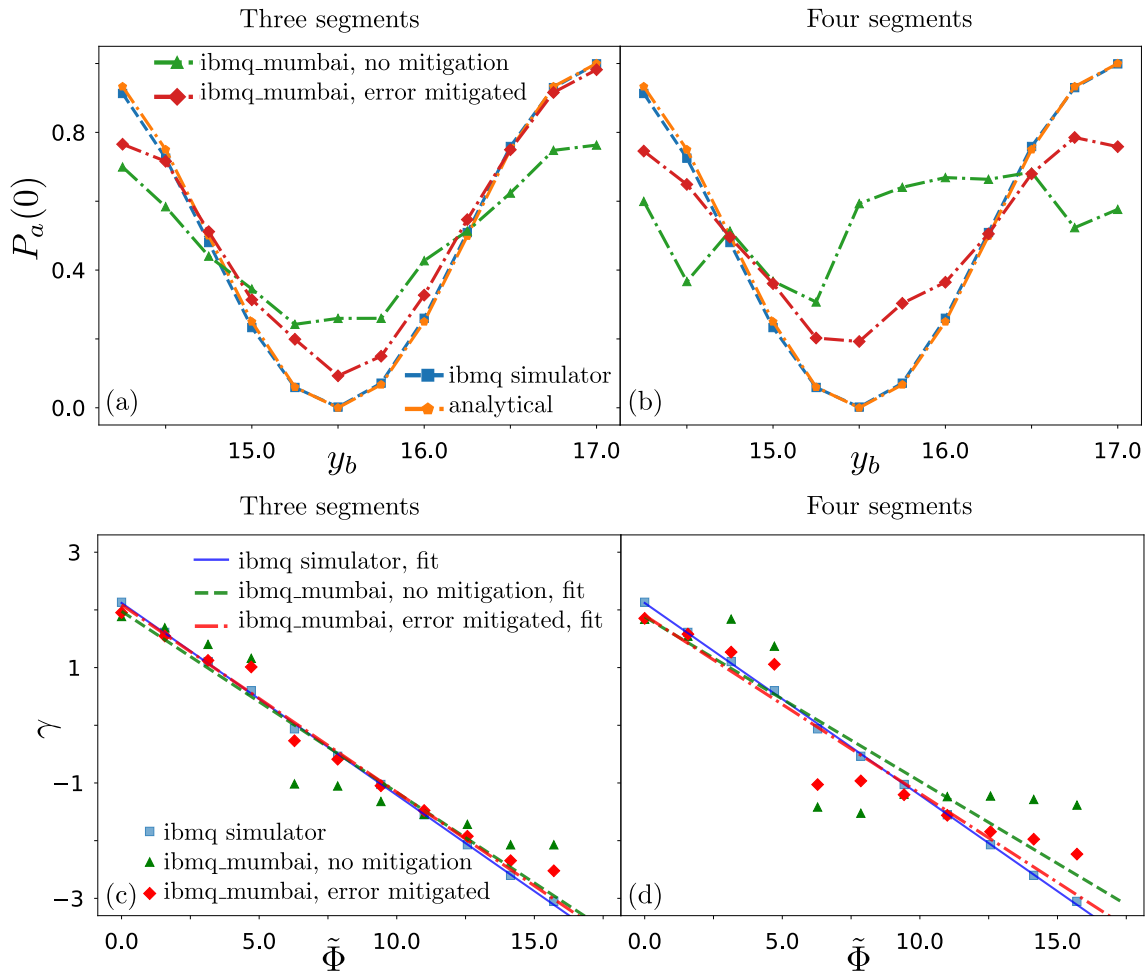 Three segments
Four segments
ibmq_mumbai, no mitigation
ibmq_mumbai, error mitigated
0.8
P_a(0)
0.4
0.0
(a)
ibmq simulator
analytical
(b)
15.0 16.0 17.0
15.0 16.0 17.0
y_b
y_b
Three segments
Four segments
3
ibmq simulator, fit
ibmq_mumbai, no mitigation, fit
ibmq_mumbai, error mitigated, fit
1
γ
−1
ibmq simulator
ibmq_mumbai, no mitigation
ibmq_mumbai, error mitigated
−3
(c)
(d)
0.0 5.0 10.0 15.0
0.0 5.0 10.0 15.0
Φ̃
Φ̃